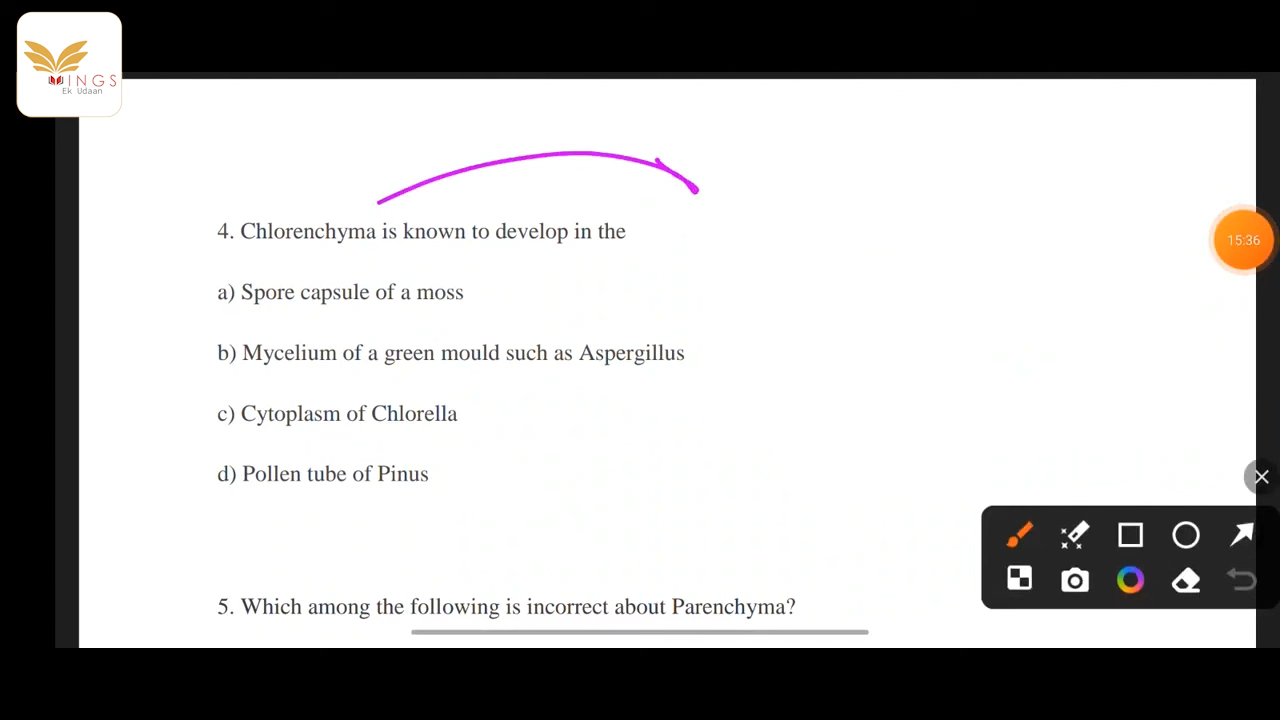 WINGS
Ek Udaan
4. Chlorenchyma is known to develop in the
15:36
a) Spore capsule of a moss
b) Mycelium of a green mould such as Aspergillus
c) Cytoplasm of Chlorella
d) Pollen tube of Pinus
5. Which among the following is incorrect about Parenchyma?